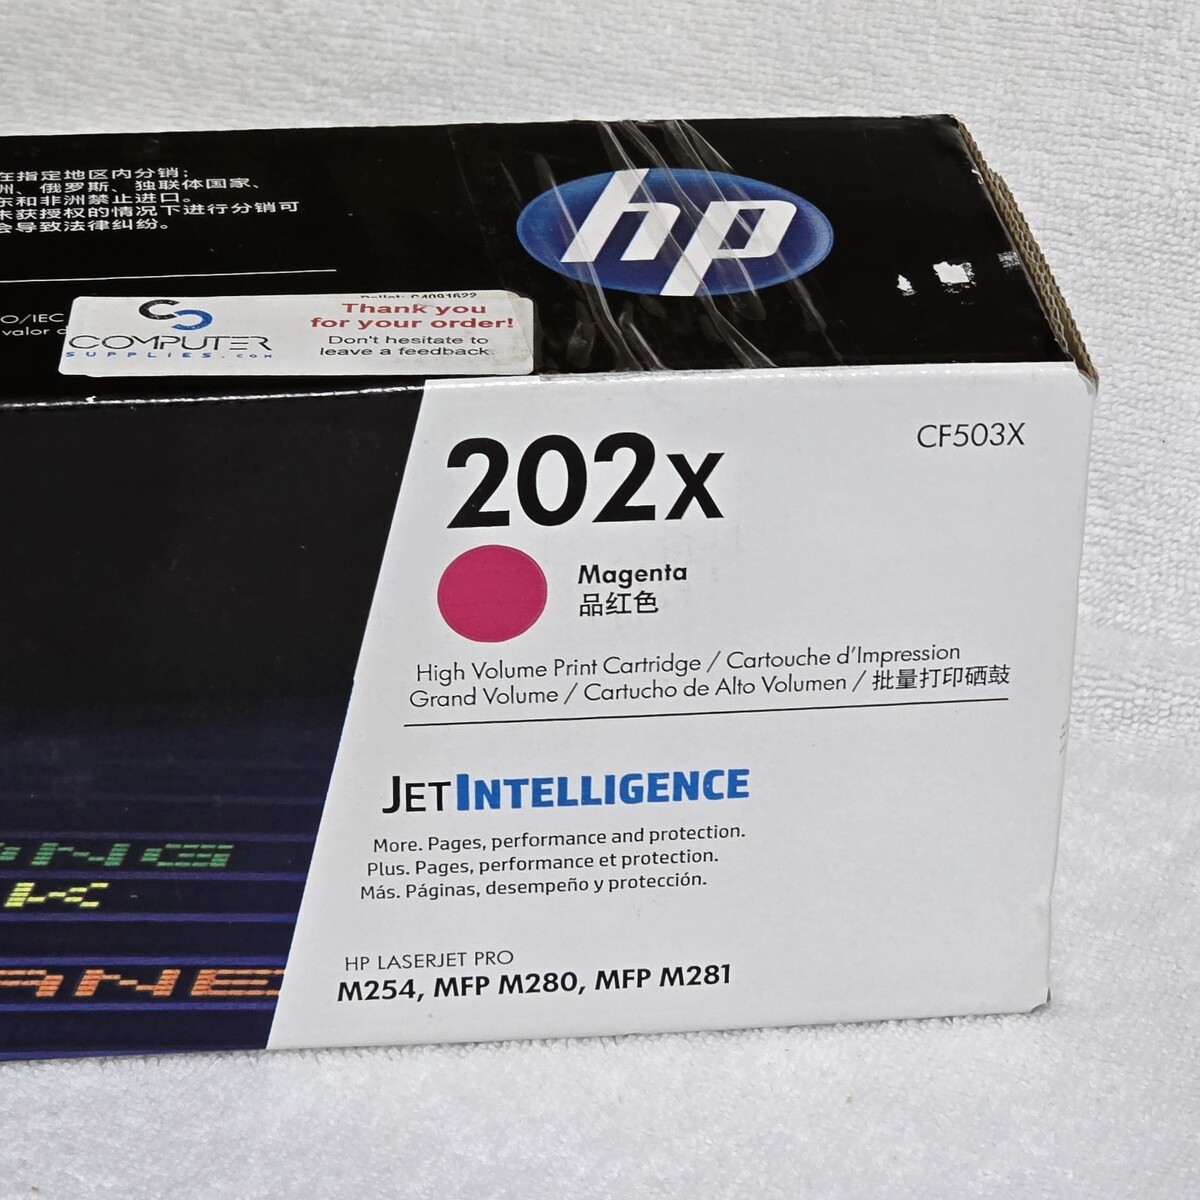 在指定地区内分销；
洲、俄罗斯、独联体国家、
东和非洲禁止进口。
未获授权的情况下进行分销可
会导致法律纠纷。
hp
O/IEC
valor d
COMPUTER
SUPPLIES.COM
Thank you
for your order!
Don't hesitate to
leave a feedback.
202X
CF503X
Magenta
品红色
High Volume Print Cartridge / Cartouche d'Impression
Grand Volume / Cartucho de Alto Volumen / 批量打印硒鼓
JETINTELLIGENCE
More. Pages, performance and protection.
Plus. Pages, performance et protection.
Más. Páginas, desempeño y protección.
HP LASERJET PRO
M254, MFP M280, MFP M281